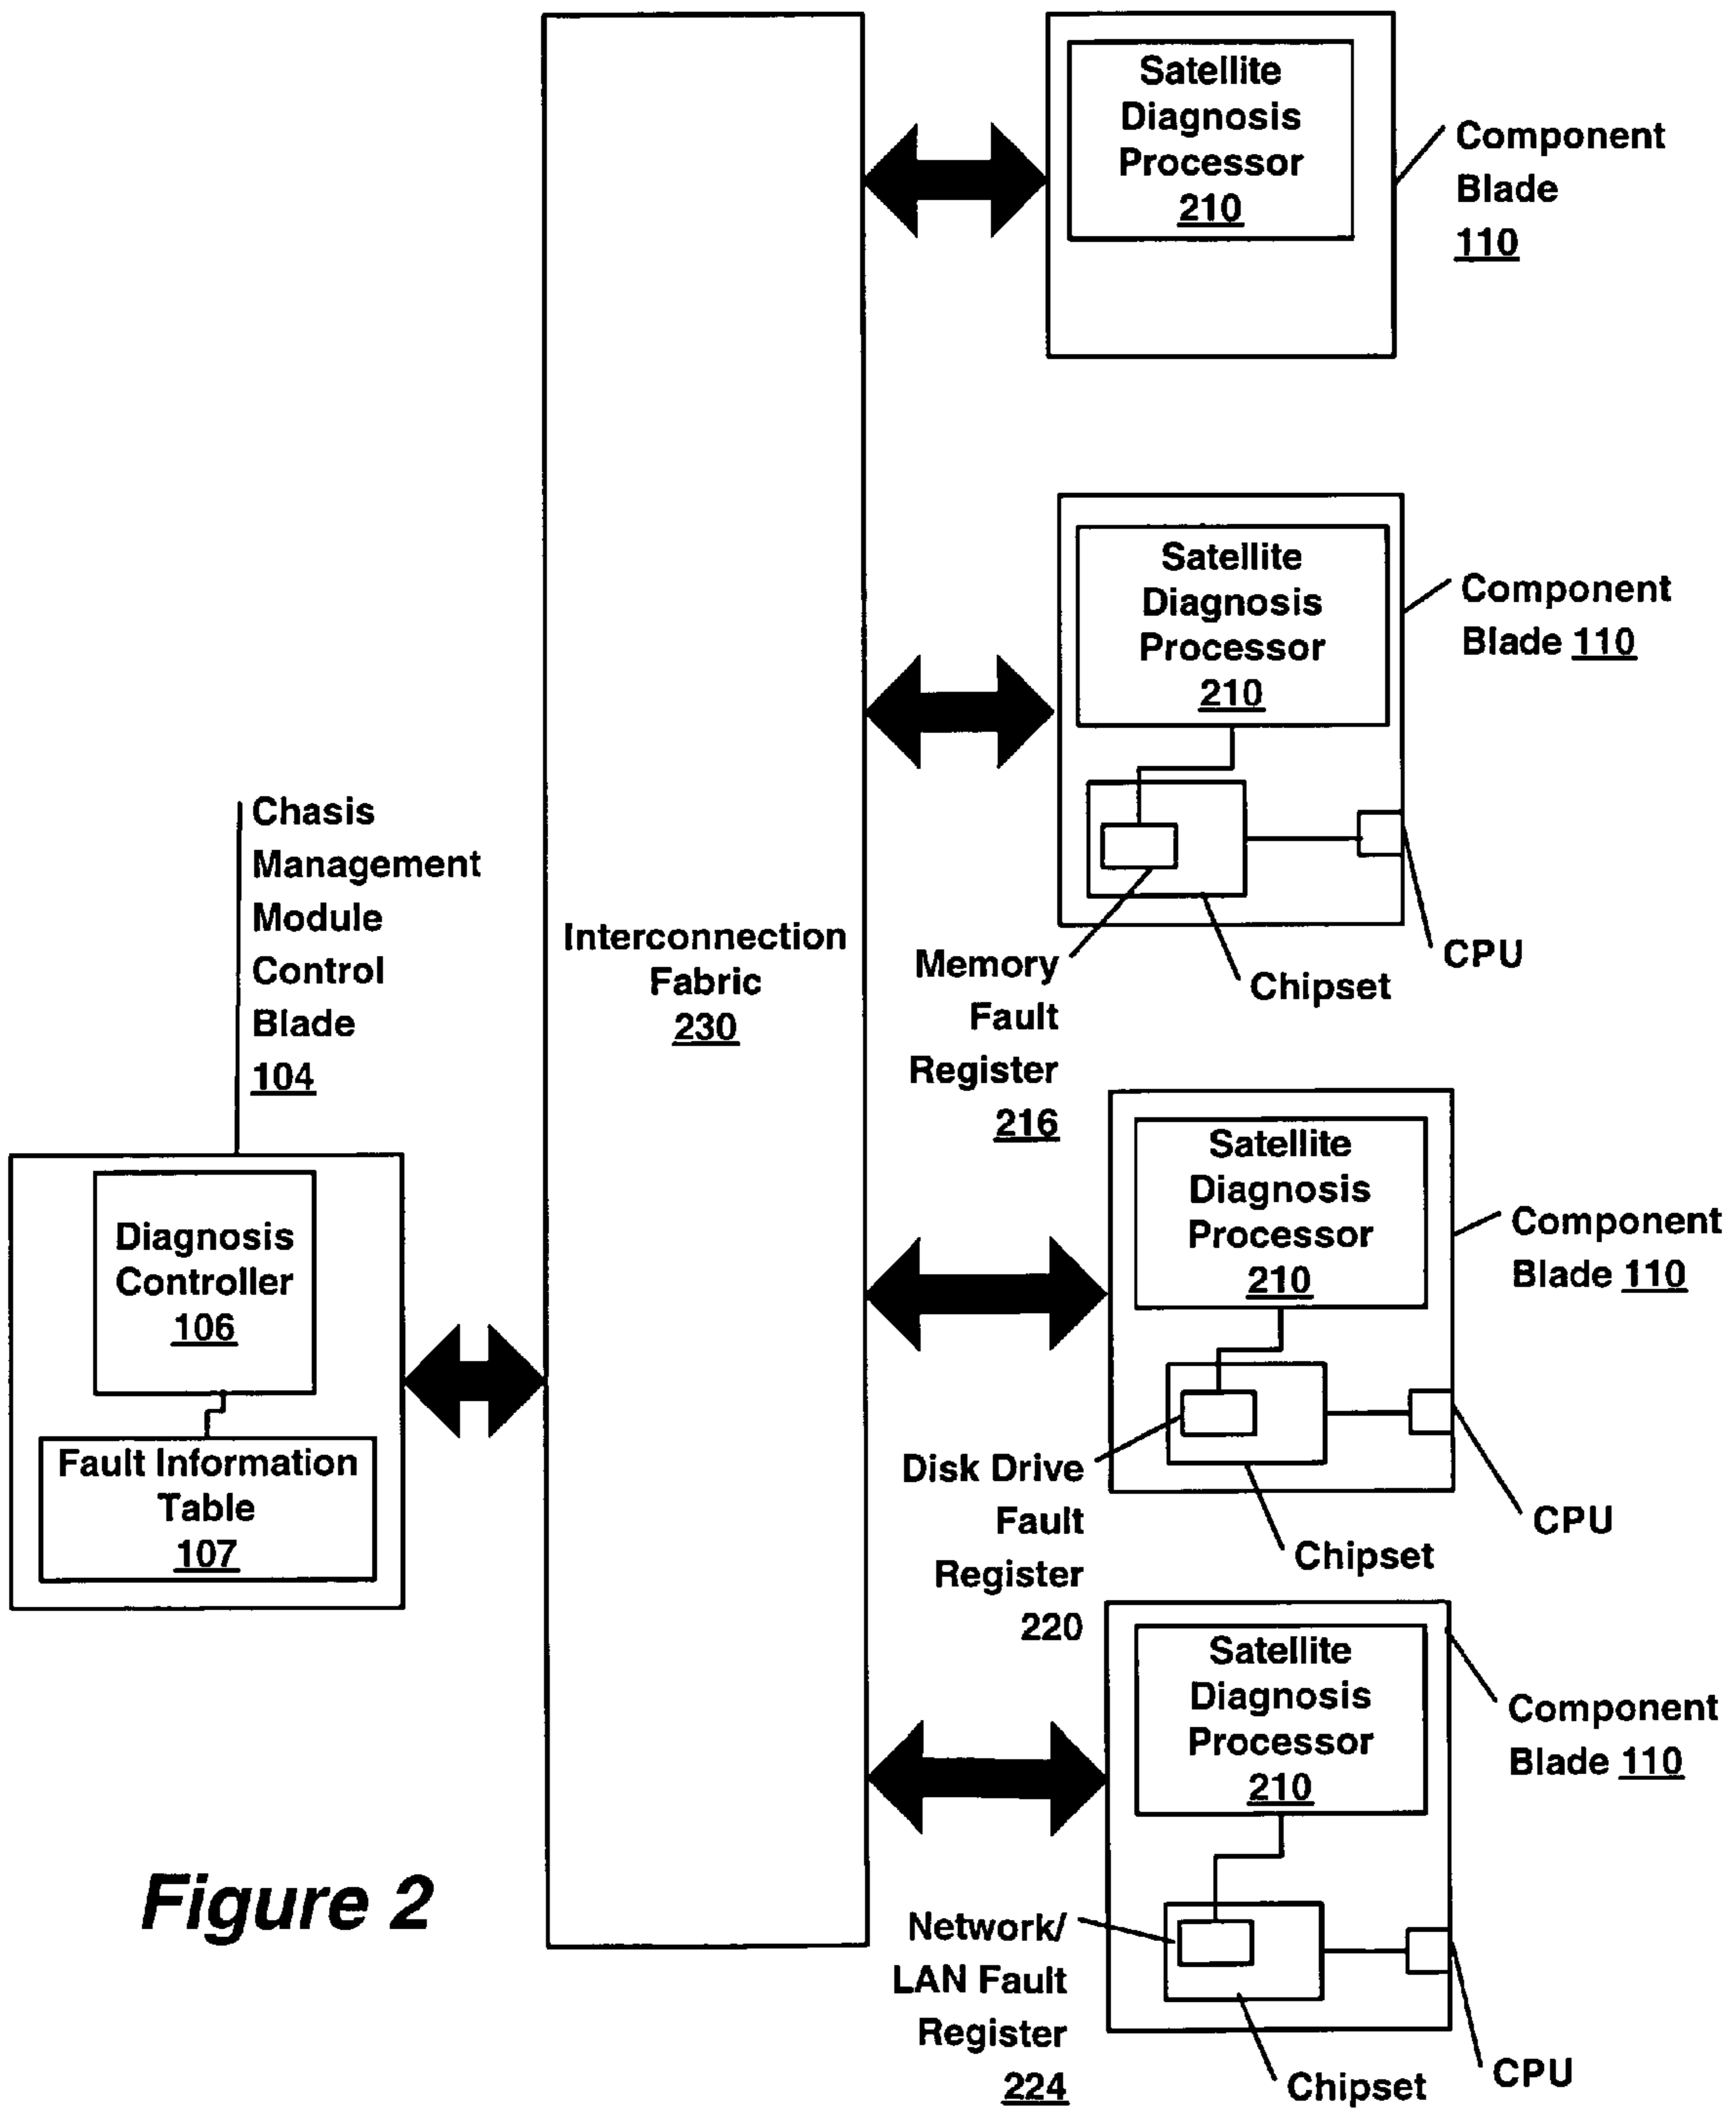 Satellite
Diagnosis
Processor
210
Component
Blade
110
Satellite
Diagnosis
Processor
210
Component
Blade 110
Chasis
Management
Module
Control
Blade
104
Interconnection
Fabric
230
Memory
Fault
Register
216
Chipset
CPU
Satellite
Diagnosis
Processor
210
Component
Blade 110
Diagnosis
Controller
106
Fault Information
Table
107
Disk Drive
Fault
Register
220
Chipset
CPU
Satellite
Diagnosis
Processor
210
Component
Blade 110
Network/
LAN Fault
Register
224
Chipset
CPU
Figure 2